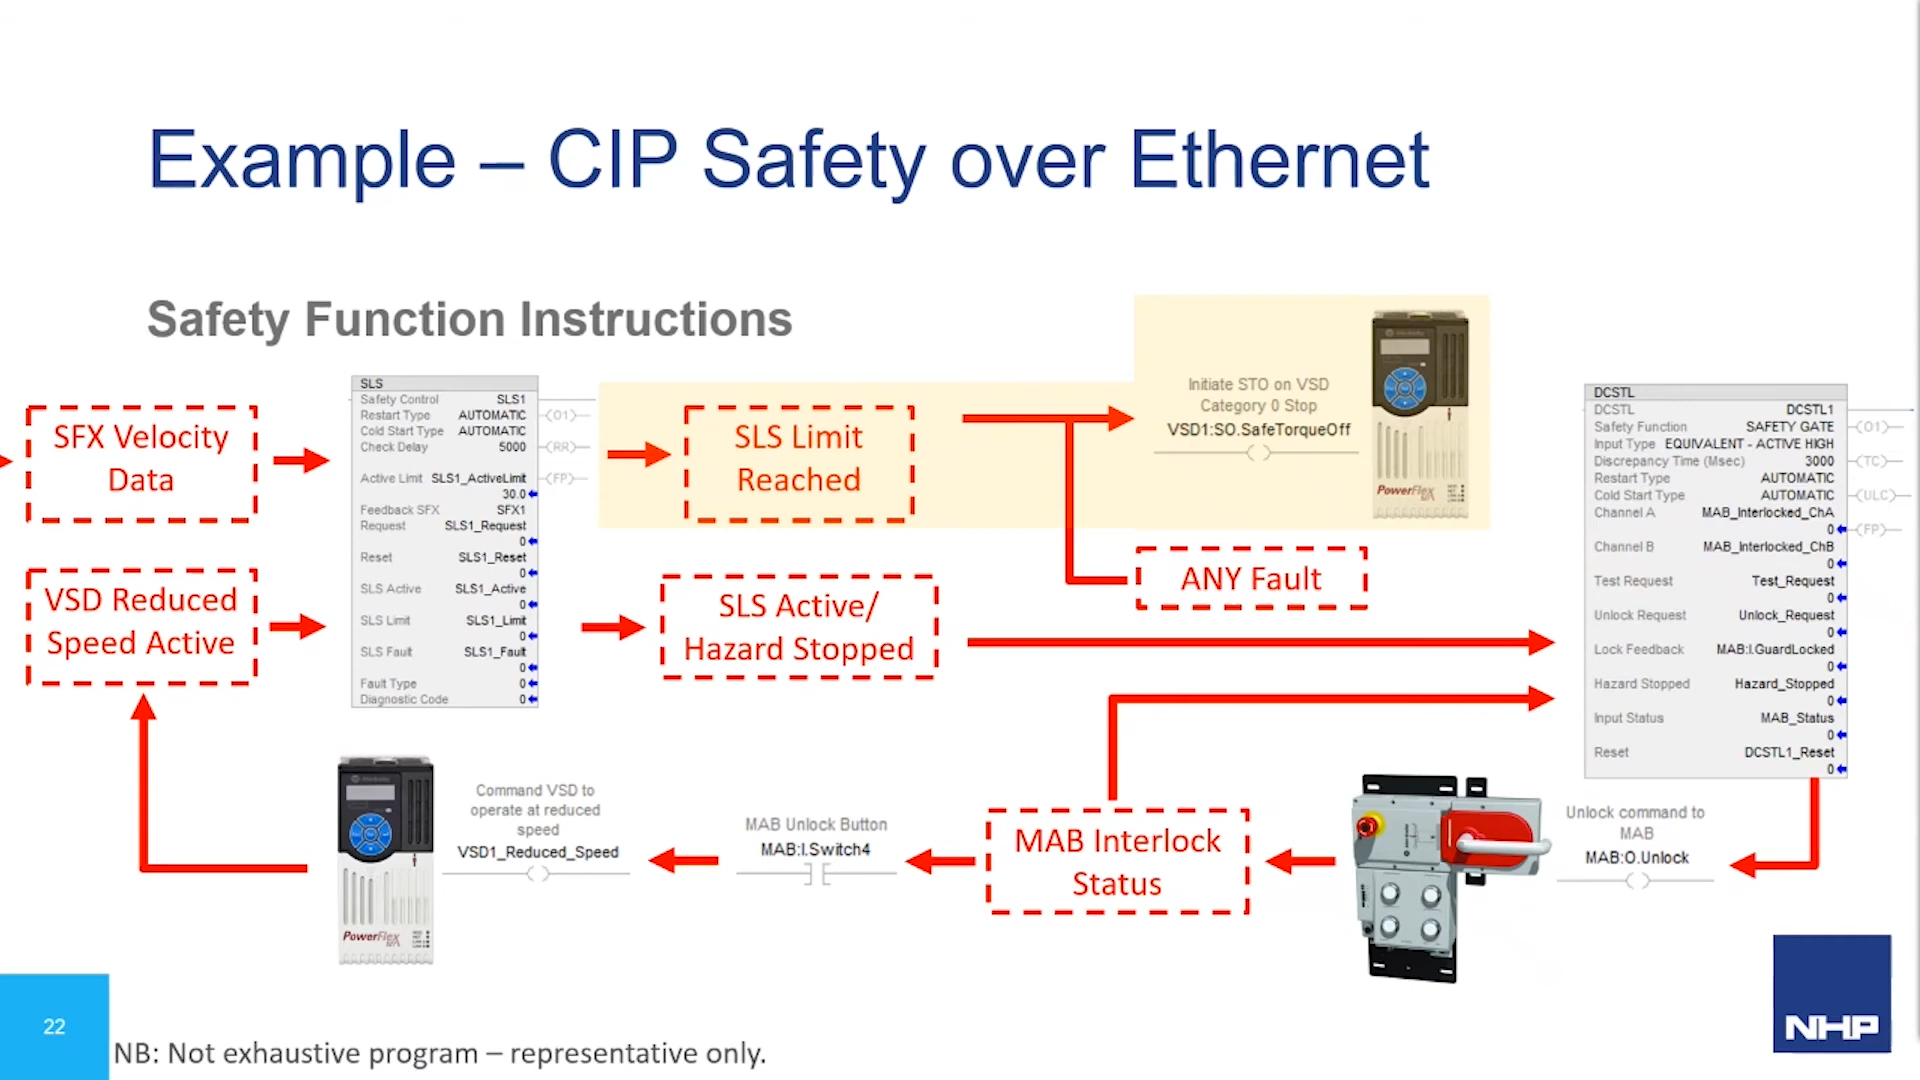 Example – CIP Safety over Ethernet
Safety Function Instructions
SFX Velocity
Data
VSD Reduced
Speed Active
SLS
Safety Control SLS1
Restart Type AUTOMATIC (O1)
Cold Start Type AUTOMATIC
Check Delay 5000 (RR)
Active Limit SLS1_ActiveLimit (FP)
30.0
Feedback SFX SFX1
Request SLS1_Request
0
Reset SLS1_Reset
0
SLS Active SLS1_Active
0
SLS Limit SLS1_Limit
0
SLS Fault SLS1_Fault
0
Fault Type 0
Diagnostic Code 0
SLS Limit
Reached
SLS Active/
Hazard Stopped
Initiate STO on VSD
Category 0 Stop
VSD1:SO.SafeTorqueOff
PowerFlex
ANY Fault
DCSTL
DCSTL DCSTL1
Safety Function SAFETY GATE (O1)
Input Type EQUIVALENT - ACTIVE HIGH
Discrepancy Time (Msec) 3000 (TC)
Restart Type AUTOMATIC
Cold Start Type AUTOMATIC (ULC)
Channel A MAB_Interlocked_ChA
0 (FP)
Channel B MAB_Interlocked_ChB
0
Test Request Test_Request
0
Unlock Request Unlock_Request
0
Lock Feedback MAB:I.GuardLocked
0
Hazard Stopped Hazard_Stopped
0
Input Status MAB_Status
0
Reset DCSTL1_Reset
0
PowerFlex
Command VSD to
operate at reduced
speed
VSD1_Reduced_Speed
MAB Unlock Button
MAB:I.Switch4
MAB Interlock
Status
Unlock command to
MAB
MAB:O.Unlock
22
NB: Not exhaustive program – representative only.
NHP